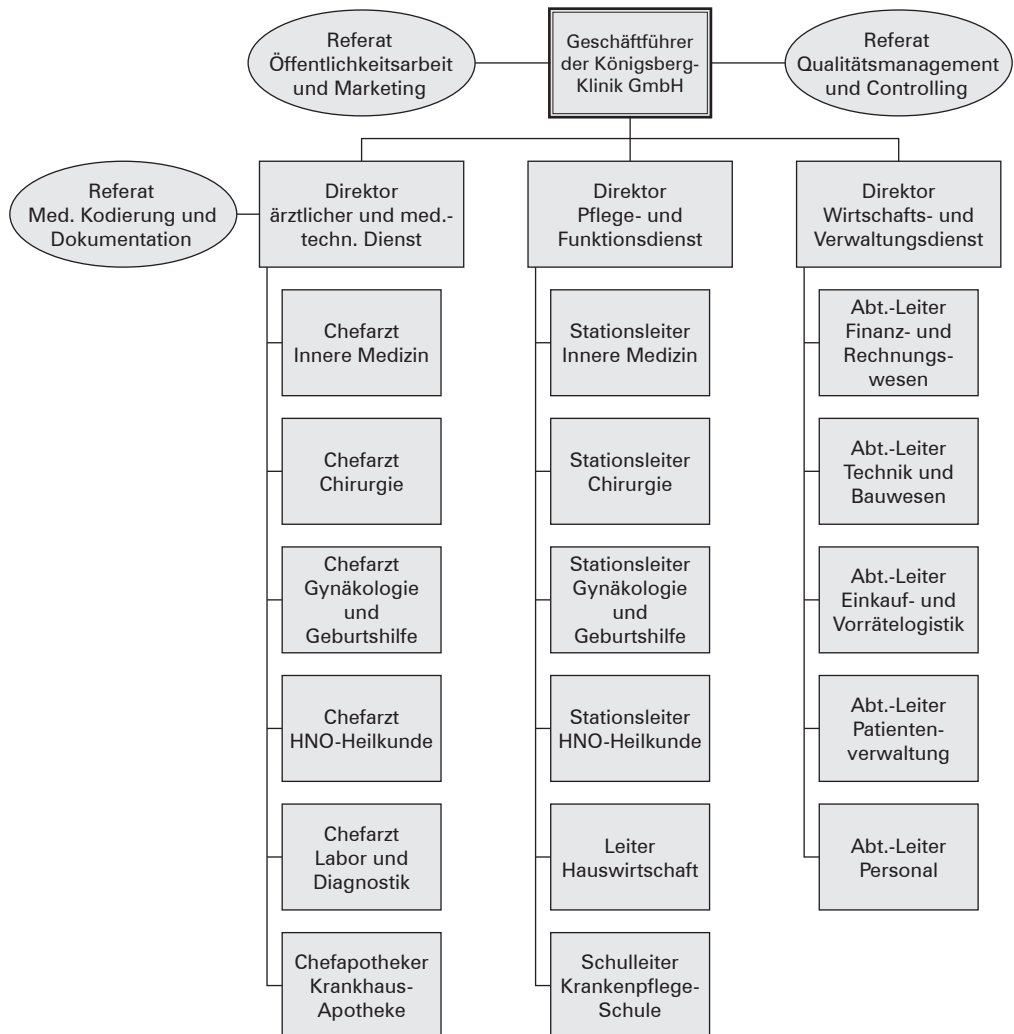 Referat
Öffentlichkeitsarbeit
und Marketing
Geschäftführer
der Königsberg-
Klinik GmbH
Referat
Qualitätsmanagement
und Controlling
Referat
Med. Kodierung und
Dokumentation
Direktor
ärztlicher und med.-
techn. Dienst
Direktor
Pflege- und
Funktionsdienst
Direktor
Wirtschafts- und
Verwaltungsdienst
Chefarzt
Innere Medizin
Stationsleiter
Innere Medizin
Abt.-Leiter
Finanz- und
Rechnungs-
wesen
Chefarzt
Chirurgie
Stationsleiter
Chirurgie
Abt.-Leiter
Technik und
Bauwesen
Chefarzt
Gynäkologie
und
Geburtshilfe
Stationsleiter
Gynäkologie
und
Geburtshilfe
Abt.-Leiter
Einkauf- und
Vorrätelogistik
Chefarzt
HNO-Heilkunde
Stationsleiter
HNO-Heilkunde
Abt.-Leiter
Patienten-
verwaltung
Chefarzt
Labor und
Diagnostik
Leiter
Hauswirtschaft
Abt.-Leiter
Personal
Chefapotheker
Krankhaus-
Apotheke
Schulleiter
Krankenpflege-
Schule